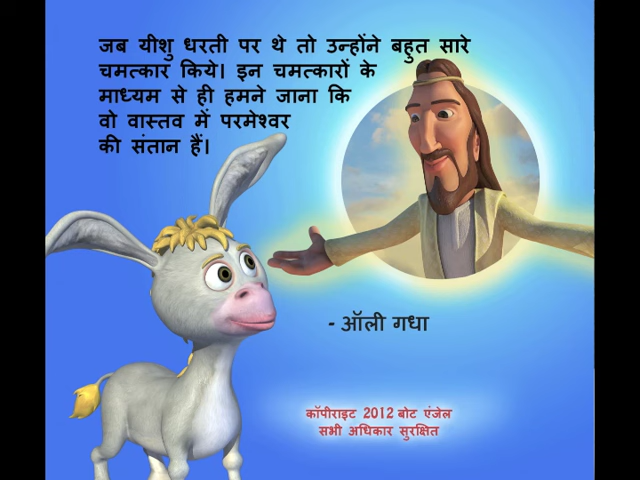 जब यीशु धरती पर थे तो उन्होंने बहुत सारे
चमत्कार किये। इन चमत्कारों के
माध्यम से ही हमने जाना कि
वो वास्तव में परमेश्वर
की संतान हैं।
- ऑली गधा
कॉपीराइट 2012 बोट एंजेल
सभी अधिकार सुरक्षित